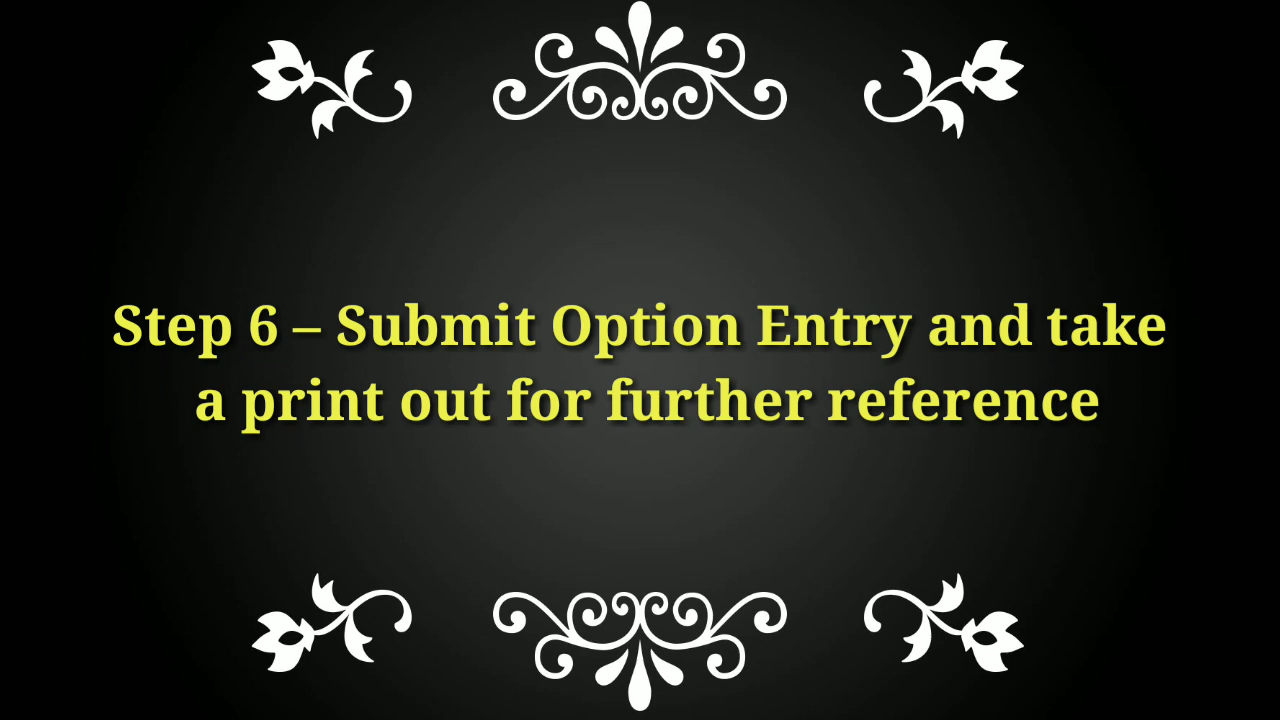 Step 6 – Submit Option Entry and take
a print out for further reference